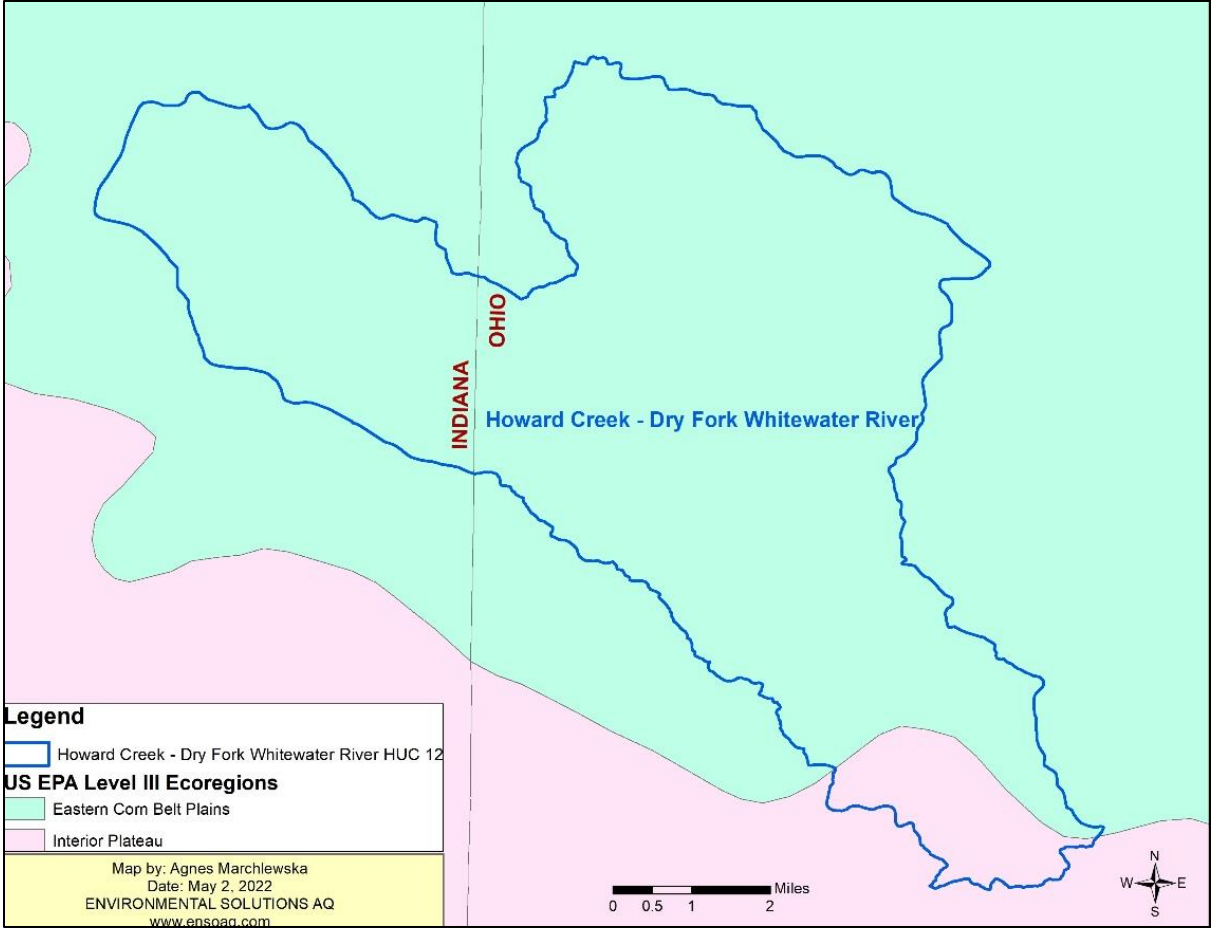 OHIO
INDIANA
Howard Creek - Dry Fork Whitewater River
Legend
Howard Creek - Dry Fork Whitewater River HUC 12
US EPA Level III Ecoregions
Eastern Corn Belt Plains
Interior Plateau
Map by: Agnes Marchlewska
Date: May 2, 2022
ENVIRONMENTAL SOLUTIONS AQ
www.ensoaq.com
Miles
0 0.5 1 2
N
W E
S